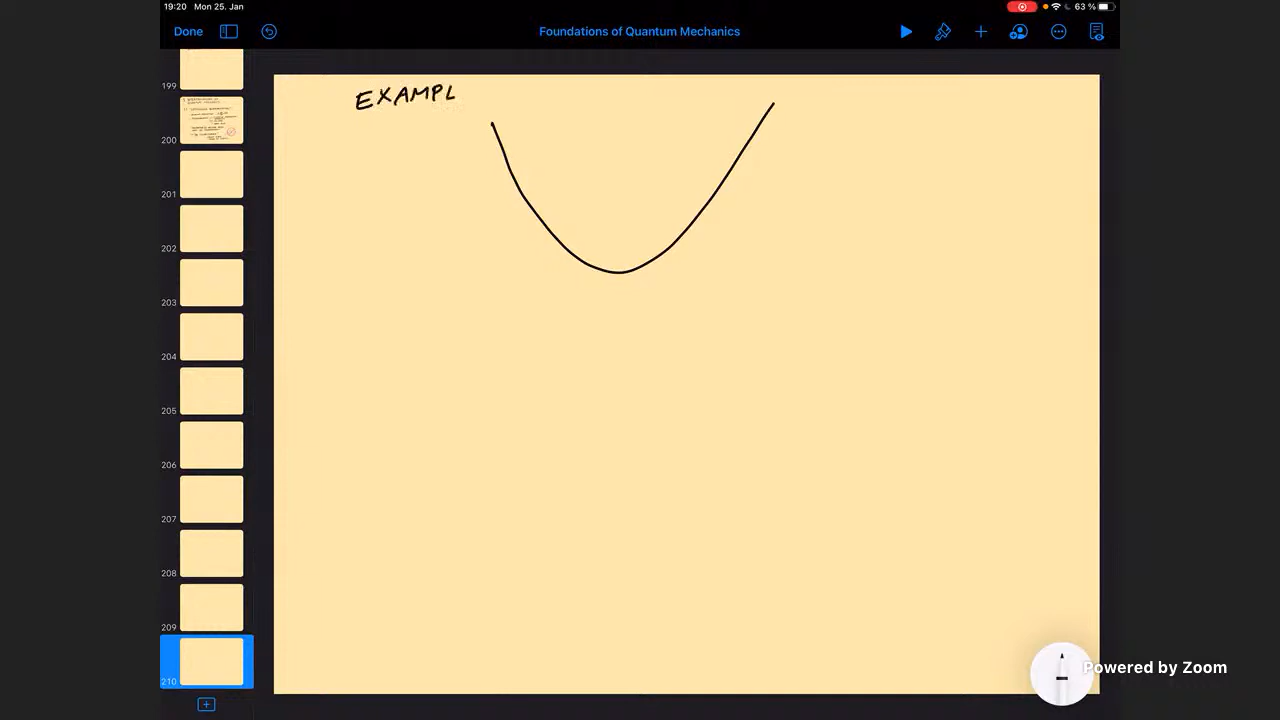 19:20 Mon 25. Jan
63 %
Done
Foundations of Quantum Mechanics
199
200
201
202
203
204
205
206
207
208
209
210
EXAMPL
Powered by Zoom